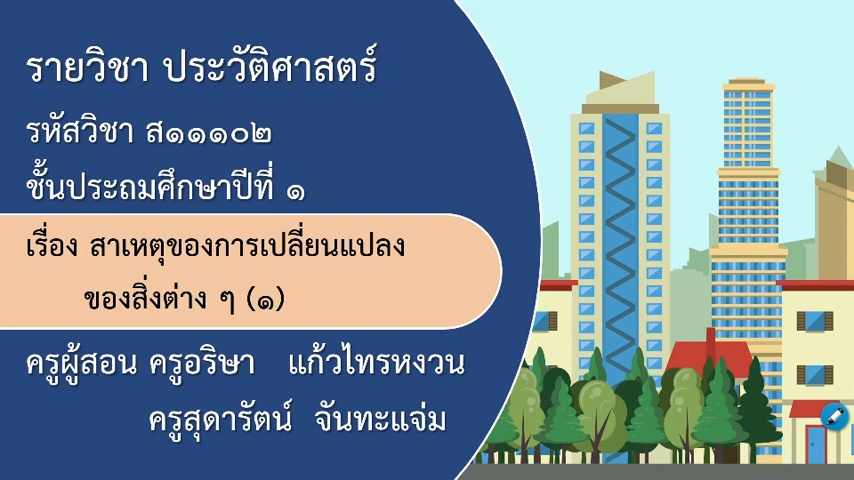 รายวิชา ประวัติศาสตร์
รหัสวิชา ส๑๑๑๐๒
ชั้นประถมศึกษาปีที่ ๑
เรื่อง สาเหตุของการเปลี่ยนแปลง
ของสิ่งต่าง ๆ (๑)
ครูผู้สอน ครูอริษา แก้วไทรหงวน
ครูสุดารัตน์ จันทะแจ่ม